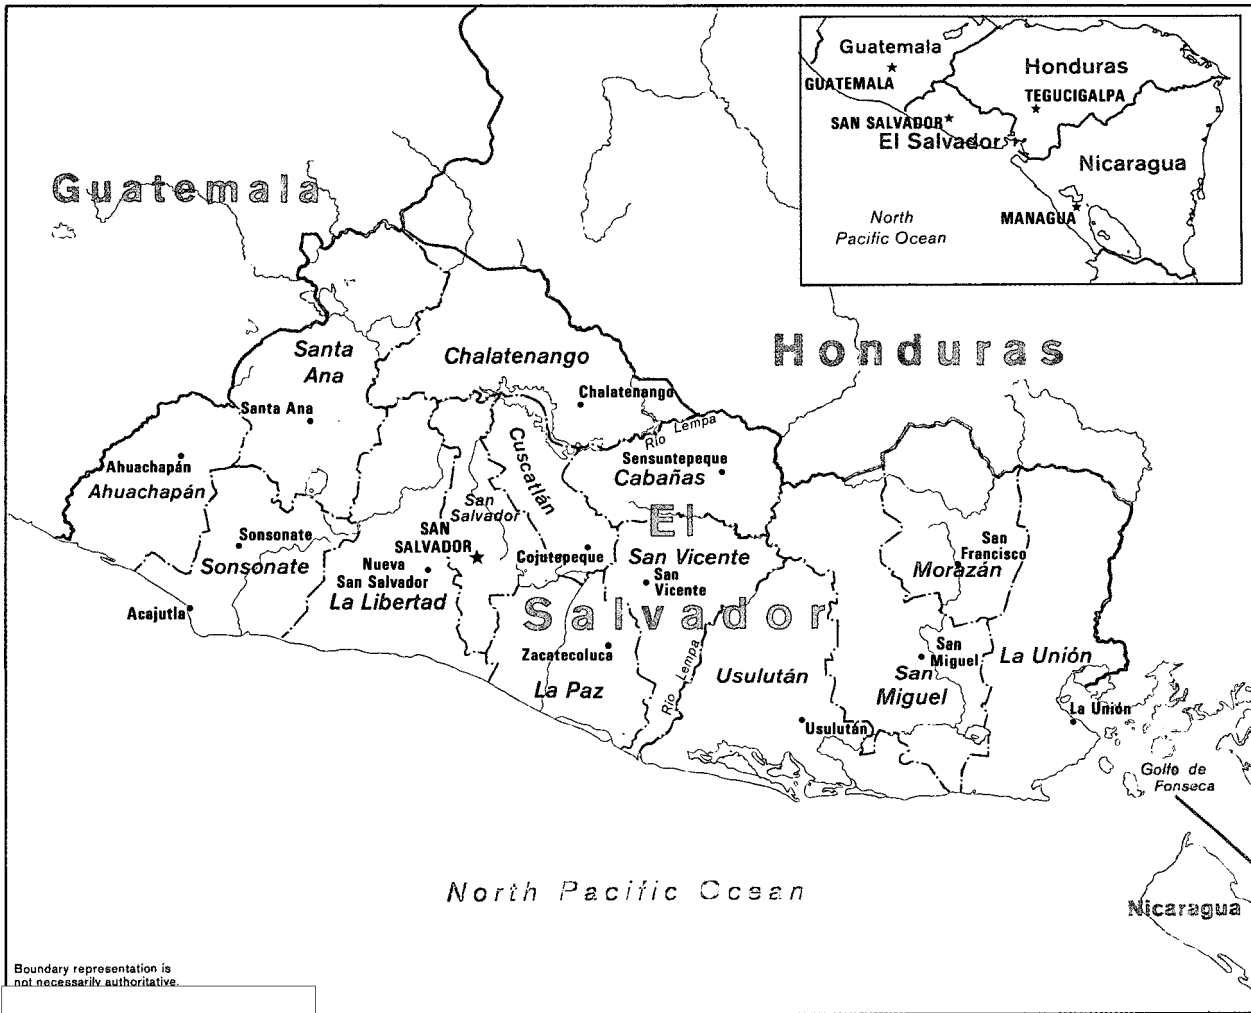 Guatemala
Honduras
GUATEMALA
TEGUCIGALPA
SAN SALVADOR
El Salvador
Nicaragua
MANAGUA
North
Pacific Ocean
Guatemala
Honduras
Santa
Ana
Chalatenango
Chalatenango
Santa Ana
Río Lempa
Cuscatlán
Sensuntepeque
Cabañas
Ahuachapán
Ahuachapán
San
Salvador
El
Sonsonate
Sonsonate
SAN
SALVADOR
Cojutepeque
San Vicente
San
Francisco
Morazán
Nueva
San Salvador
La Libertad
San
Vicente
Acajutla
Salvador
Zacatecoluca
La Paz
Río Lempa
Usulután
San
Miguel
San
Miguel
La Unión
La Unión
Usulután
Golfo de
Fonseca
North Pacific Ocean
Nicaragua
Boundary representation is
not necessarily authoritative.